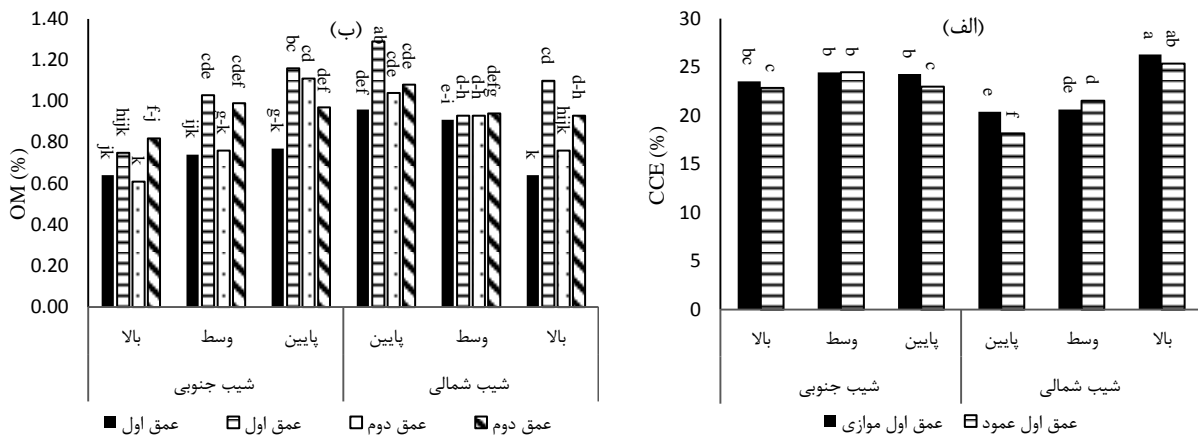 (ب)
OM (%)
1.40
1.20
1.00
0.80
0.60
0.40
0.20
0.00
jk
hijk
k
f-j
ijk
cde
g-k
cdef
g-k
bc
cd
def
def
ab
cde
cde
e-i
d-h
d-h
defg
k
cd
hijk
d-h
بالا وسط پایین پایین وسط بالا
شیب جنوبی شیب شمالی
عمق اول عمق اول عمق دوم عمق دوم
(الف)
CCE (%)
30
25
20
15
10
5
0
bc
c
b
b
b
c
e
f
de
d
a
ab
بالا وسط پایین پایین وسط بالا
شیب جنوبی شیب شمالی
عمق اول موازی عمق اول عمود